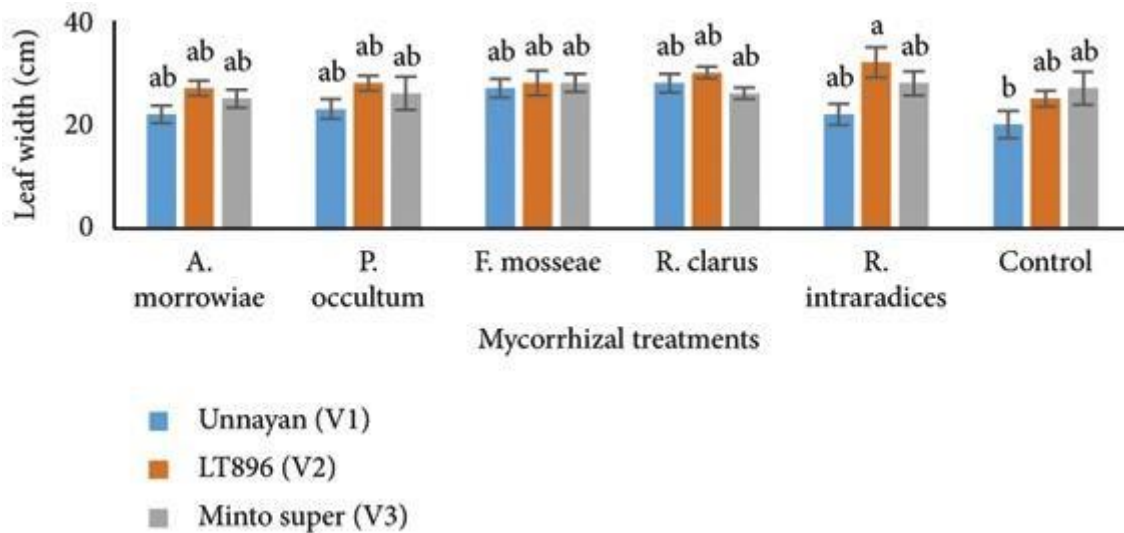 Leaf width (cm)
40
20
0
ab ab ab
ab ab ab
ab ab ab
ab ab ab
ab a ab
b ab ab
A.
morrowiae
P.
occultum
F. mosseae
R. clarus
R.
intraradices
Control
Mycorrhizal treatments
Unnayan (V1)
LT896 (V2)
Minto super (V3)